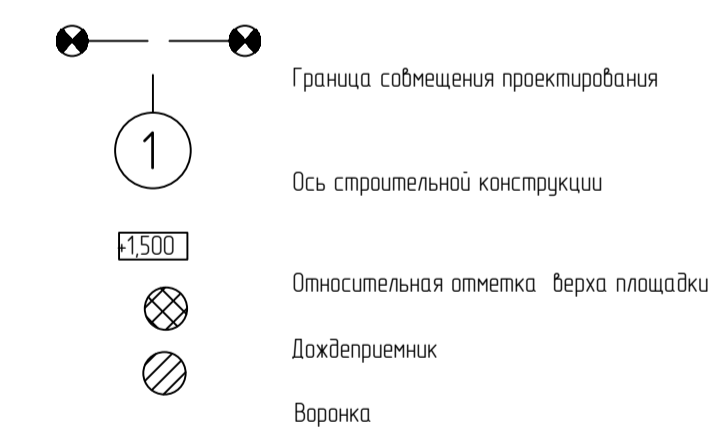 Граница совмещения проектирования
1
Ось строительной конструкции
+1,500
Относительная отметка верха площадки
Дождеприемник
Воронка